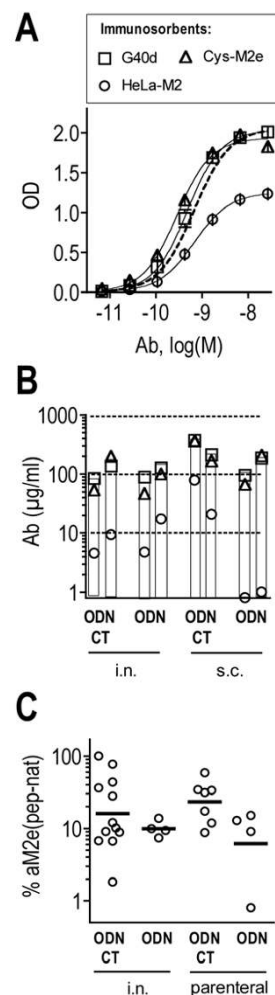 A
Immunosorbents:
G40d Cys-M2e
HeLa-M2
2.0
1.5
1.0
0.5
0.0
OD
-11 -10 -9 -8
Ab, log(M)
B
1000
100
10
1
Ab (µg/ml)
ODN ODN ODN ODN
CT CT
i.n. s.c.
C
100
10
1
% aM2e(pep-nat)
ODN ODN ODN ODN
CT CT
i.n. parenteral